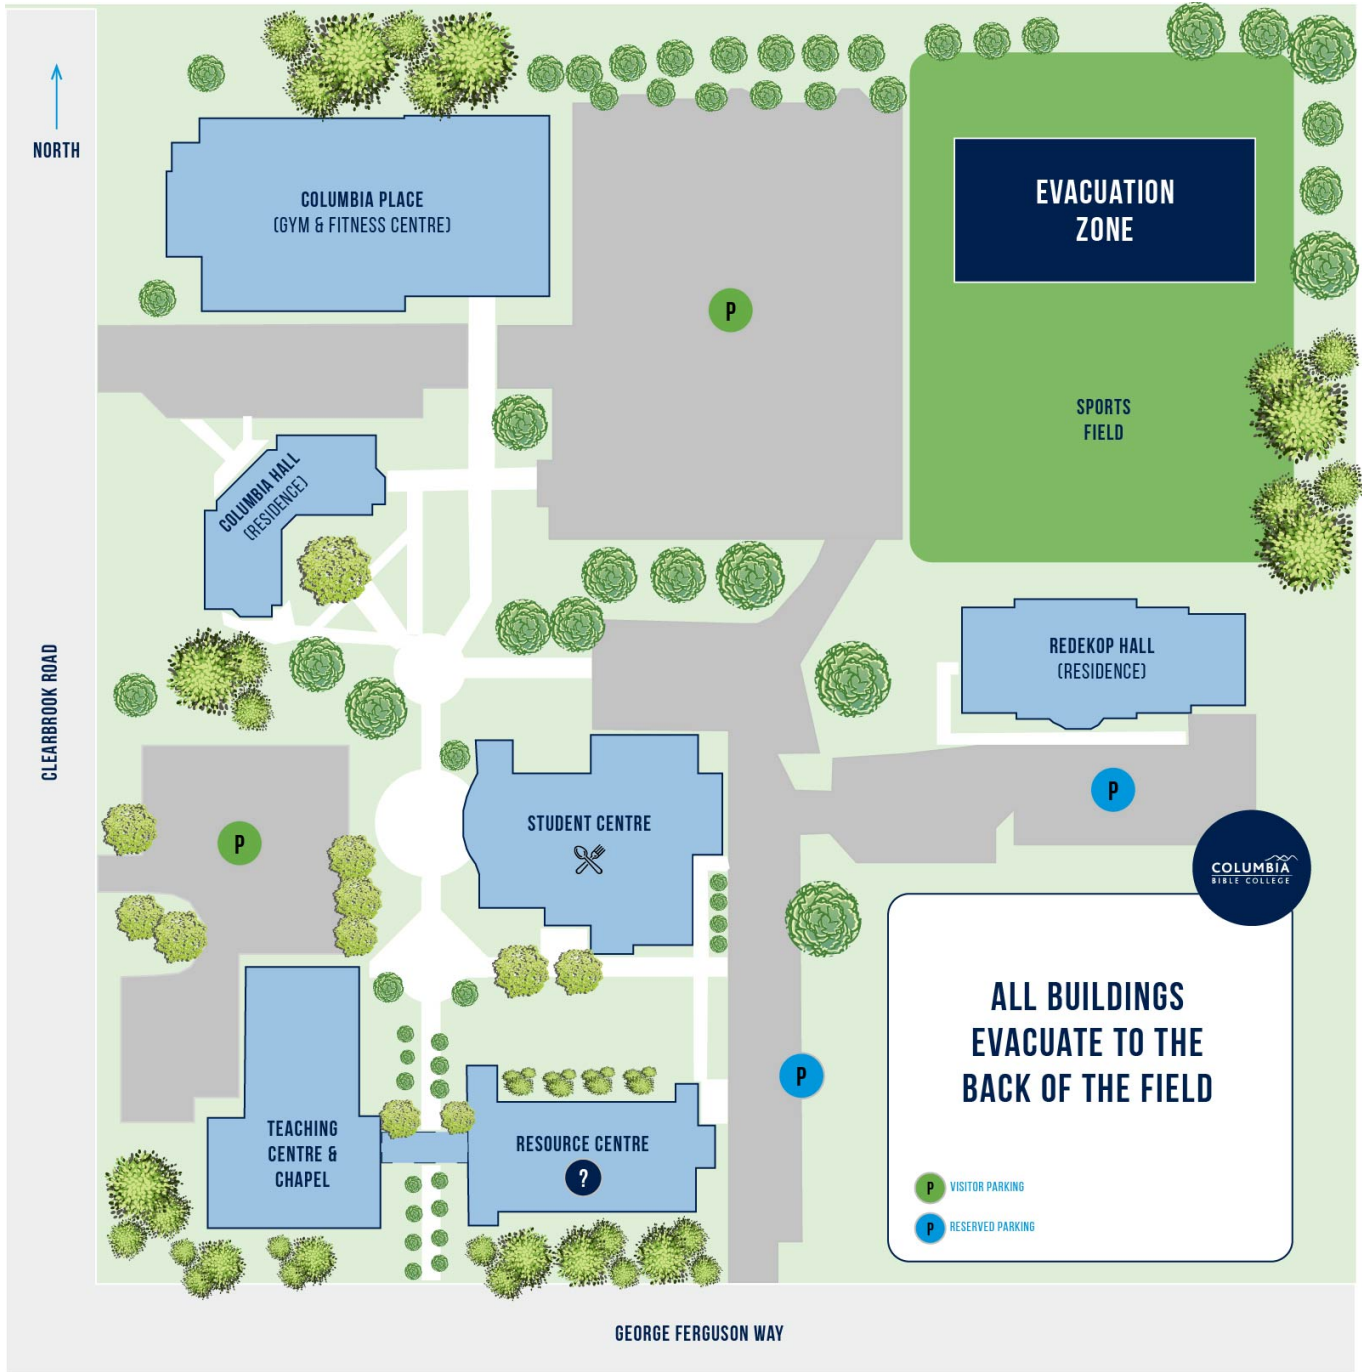 NORTH
COLUMBIA PLACE
(GYM & FITNESS CENTRE)
EVACUATION
ZONE
P
SPORTS
FIELD
COLUMBIA HALL
(RESIDENCE)
REDEKOP HALL
(RESIDENCE)
CLEARBROOK ROAD
P
P
STUDENT CENTRE
COLUMBIA
BIBLE COLLEGE
ALL BUILDINGS
EVACUATE TO THE
BACK OF THE FIELD
P
TEACHING
CENTRE &
CHAPEL
RESOURCE CENTRE
?
P VISITOR PARKING
P RESERVED PARKING
GEORGE FERGUSON WAY